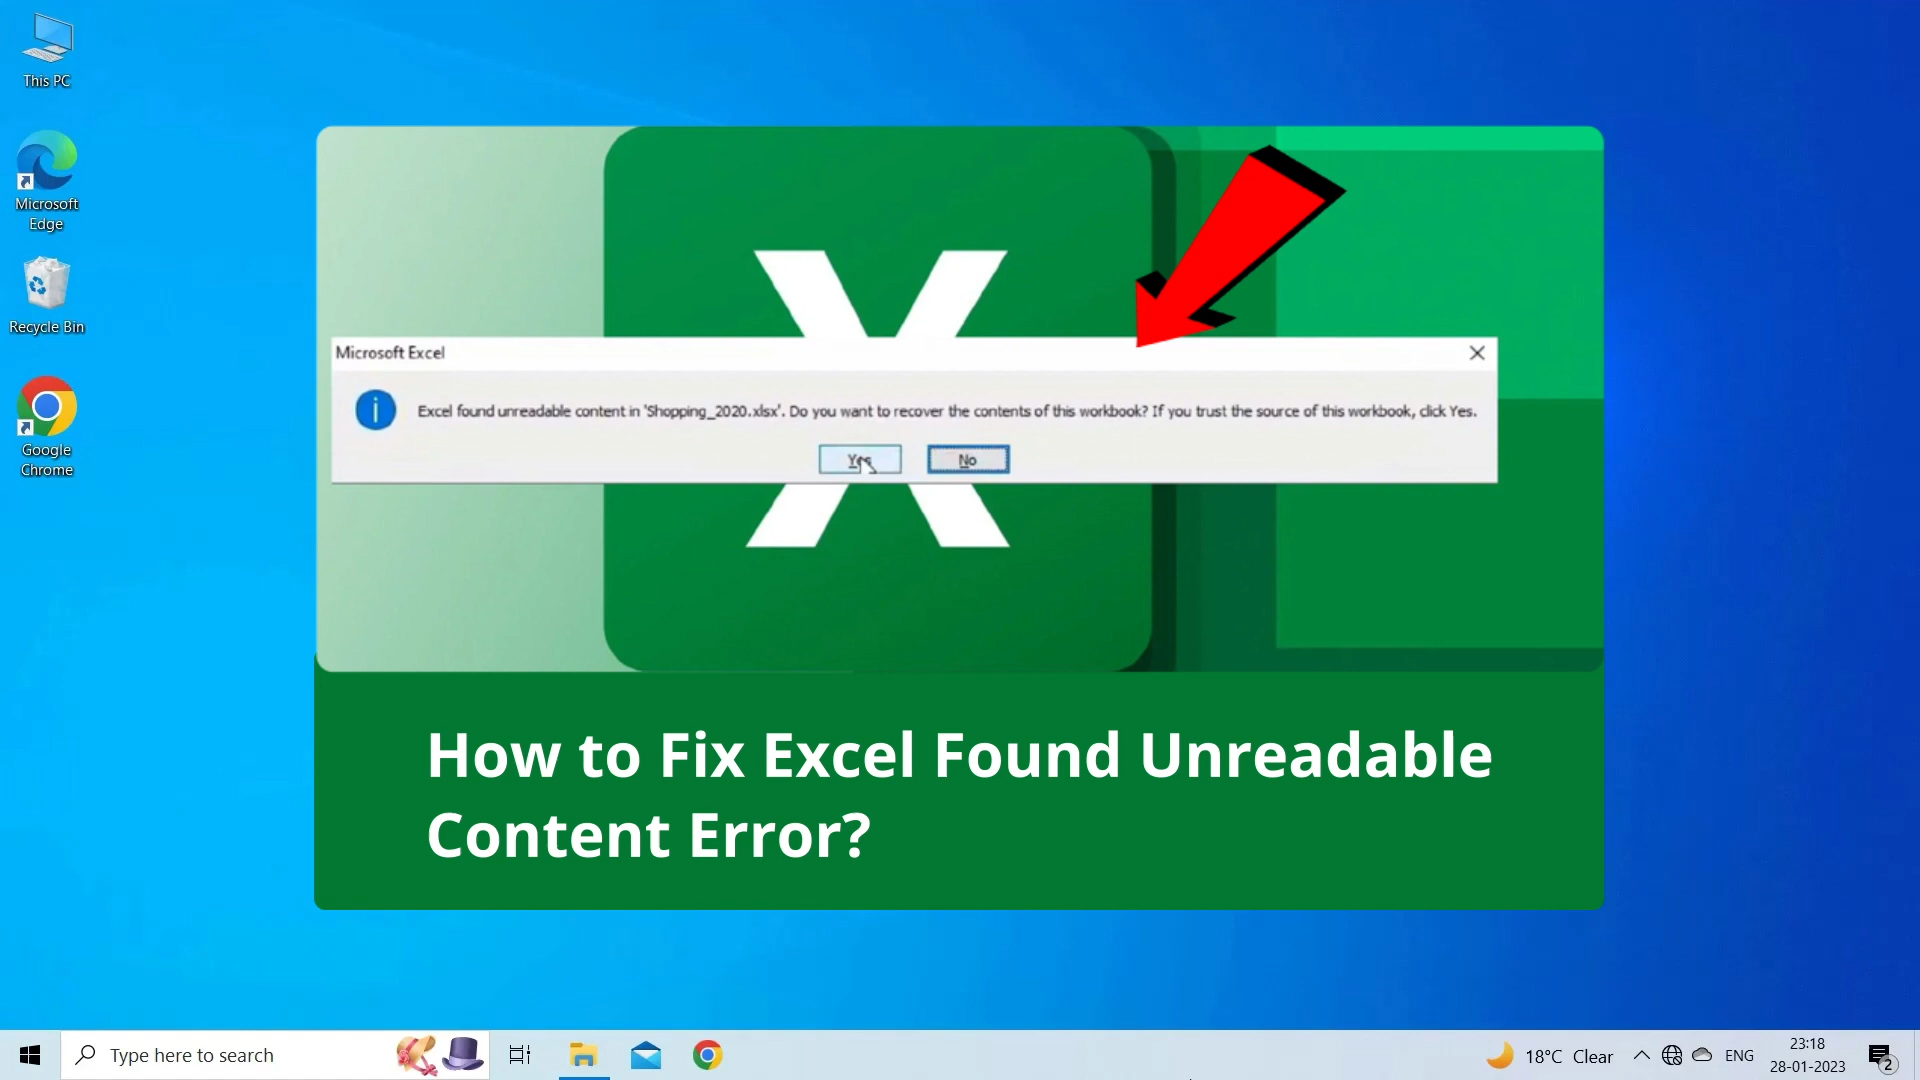 This PC
Microsoft
Edge
Recycle Bin
Google
Chrome
Microsoft Excel
Excel found unreadable content in 'Shopping_2020.xlsx'. Do you want to recover the contents of this workbook? If you trust the source of this workbook, click Yes.
Yes
No
How to Fix Excel Found Unreadable
Content Error?
Type here to search
18°C Clear
ENG
23:18
28-01-2023
2